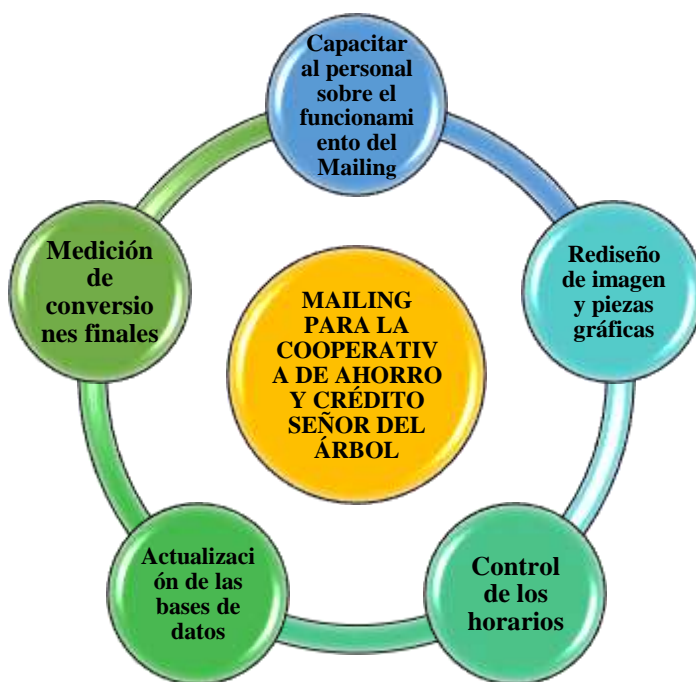 Capacitar
al personal
sobre el
funcionami
ento del
Mailing
Rediseño
de imagen
y piezas
gráficas
Control
de los
horarios
Actualizaci
ón de las
bases de
datos
Medición
de
conversio
nes finales
MAILING
PARA LA
COOPERATIV
A DE AHORRO
Y CRÉDITO
SEÑOR DEL
ÁRBOL